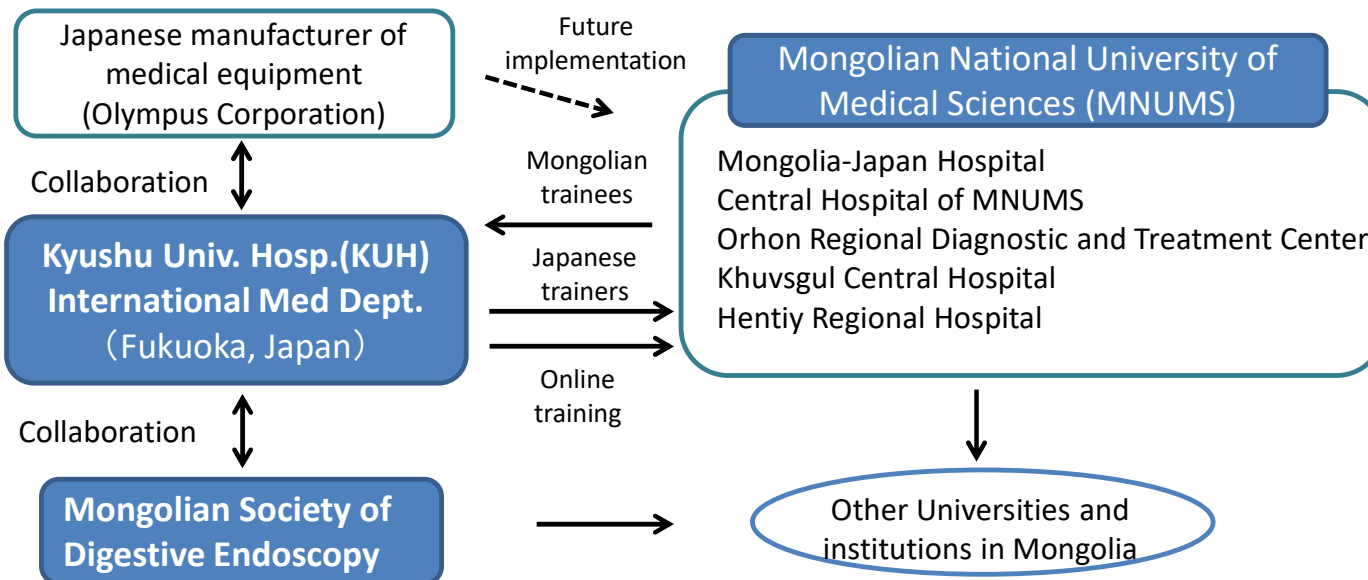 Japanese manufacturer of
medical equipment
(Olympus Corporation)
Future
implementation
Mongolian National University of
Medical Sciences (MNUMS)
Collaboration
Mongolian
trainees
Mongolia-Japan Hospital
Central Hospital of MNUMS
Orhon Regional Diagnostic and Treatment Center
Khuvsgul Central Hospital
Hentiy Regional Hospital
Kyushu Univ. Hosp.(KUH)
International Med Dept.
（Fukuoka, Japan）
Japanese
trainers
Online
training
Collaboration
Mongolian Society of
Digestive Endoscopy
Other Universities and
institutions in Mongolia